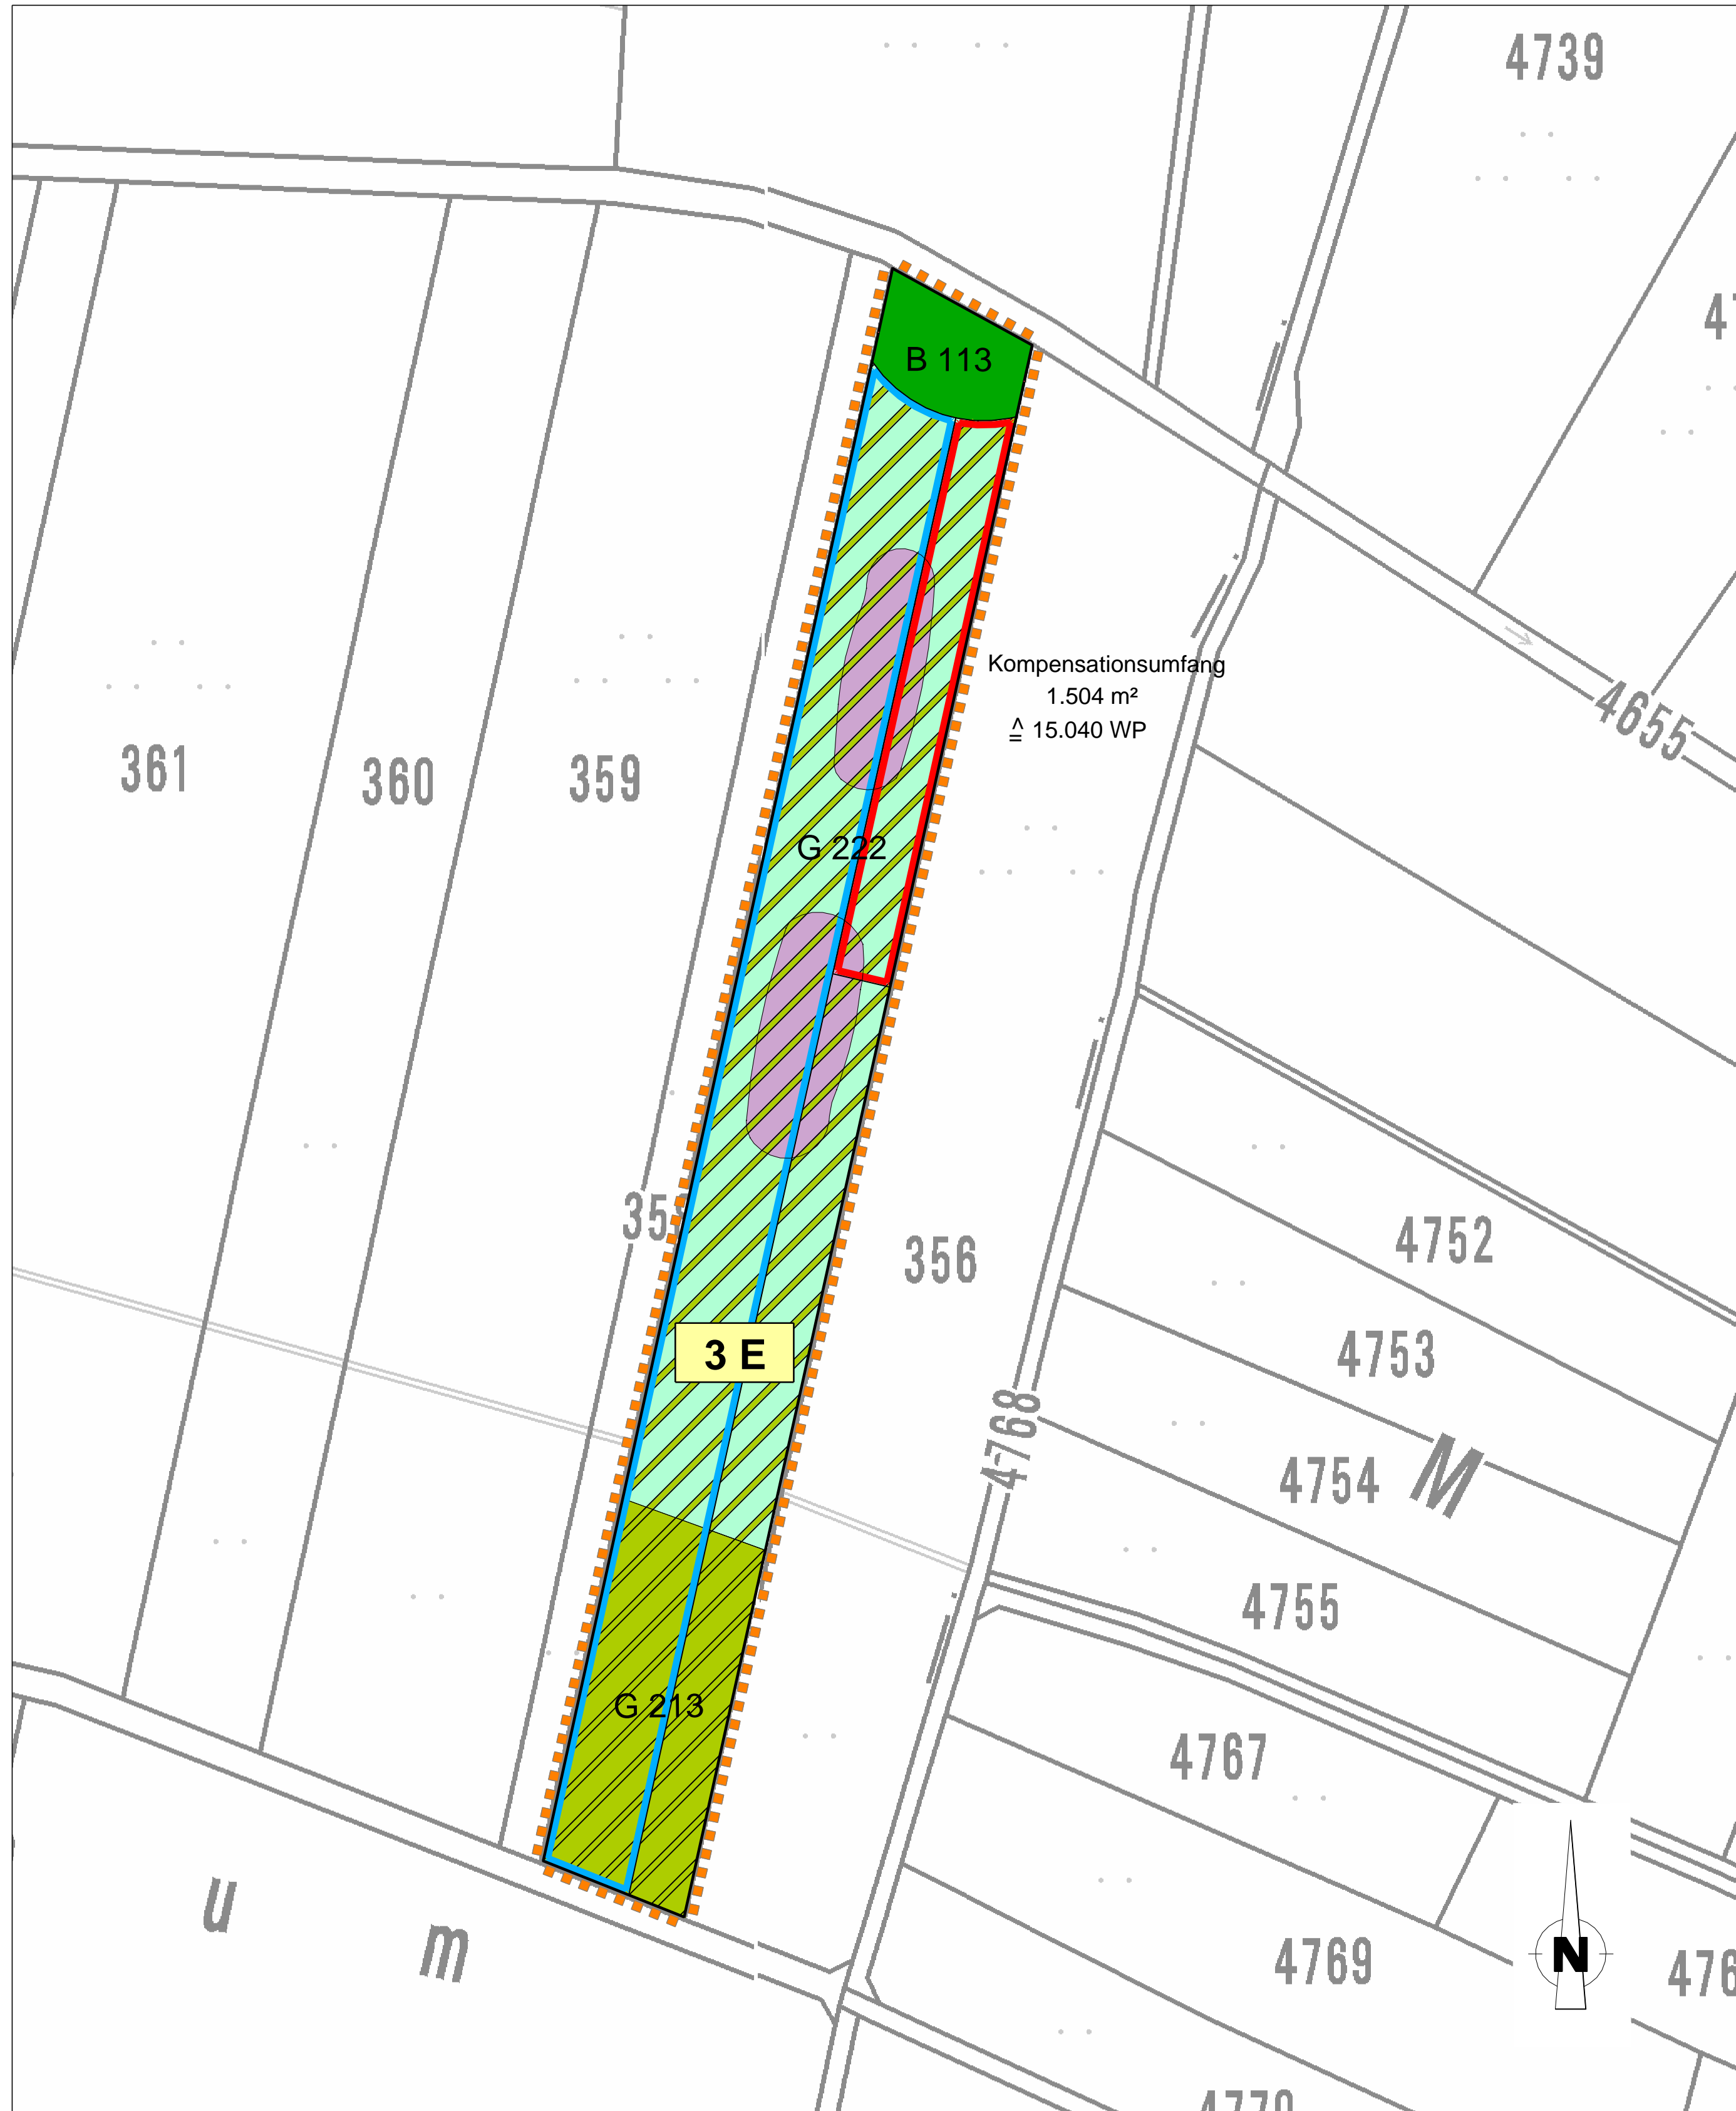 4739
B 113
Kompensationsumfang
1.504 m²
≙ 15.040 WP
4655
361
360
359
G 222
356
4752
3 E
4753
4768
4754
M
4755
G 213
4767
u
m
4769
N